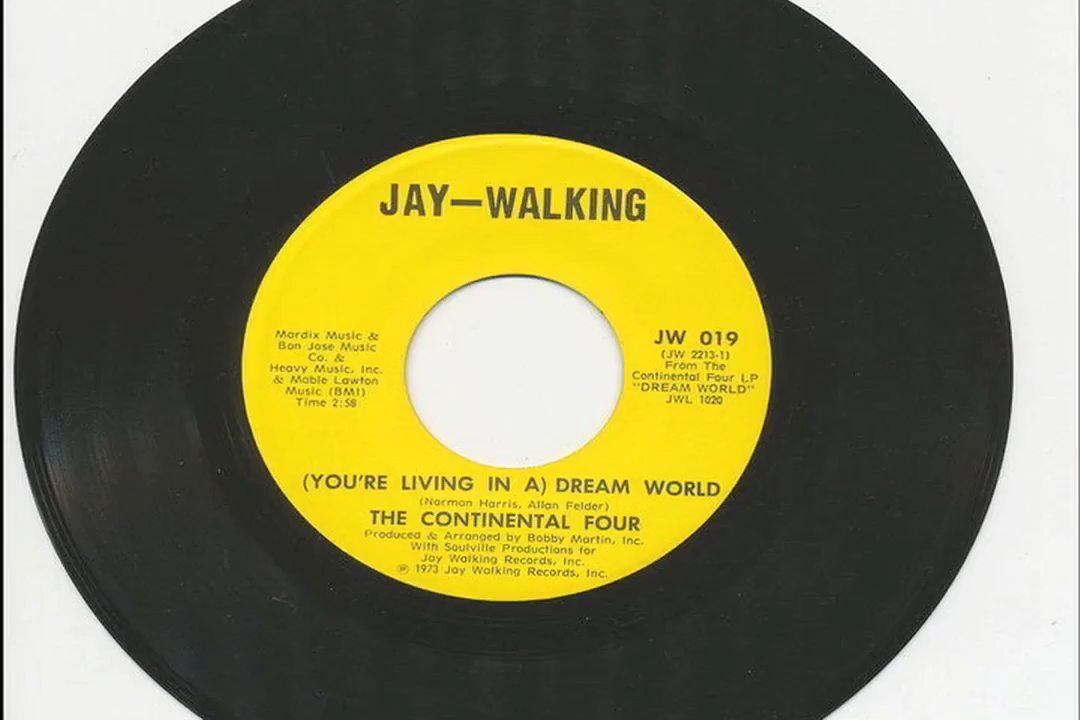 JAY—WALKING
Mardix Music &
Bon Jose Music
Co. &
Heavy Music, Inc.
& Mable Lawton
Music (BMI)
Time 2:58
JW 019
(JW 2213-1)
From The
Continental Four LP
"DREAM WORLD"
JWL 1020
(YOU'RE LIVING IN A) DREAM WORLD
(Norman Harris, Allan Felder)
THE CONTINENTAL FOUR
Produced & Arranged by Bobby Martin, Inc.
With Soulville Productions for
Jay Walking Records, Inc.
℗ 1973 Jay Walking Records, Inc.